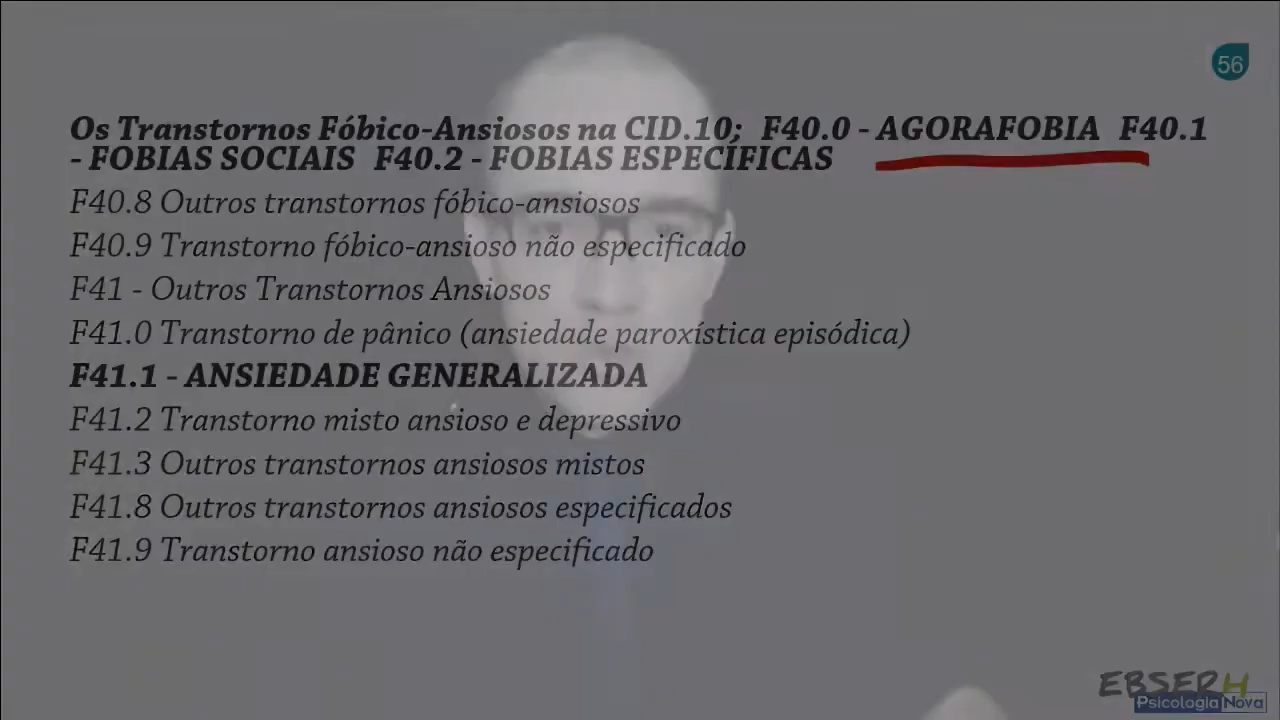 56
Os Transtornos Fóbico-Ansiosos na CID.10; F40.0 - AGORAFOBIA F40.1
- FOBIAS SOCIAIS F40.2 - FOBIAS ESPECÍFICAS
F40.8 Outros transtornos fóbico-ansiosos
F40.9 Transtorno fóbico-ansioso não especificado
F41 - Outros Transtornos Ansiosos
F41.0 Transtorno de pânico (ansiedade paroxística episódica)
F41.1 - ANSIEDADE GENERALIZADA
F41.2 Transtorno misto ansioso e depressivo
F41.3 Outros transtornos ansiosos mistos
F41.8 Outros transtornos ansiosos especificados
F41.9 Transtorno ansioso não especificado
EBSERH
Psicologia Nova